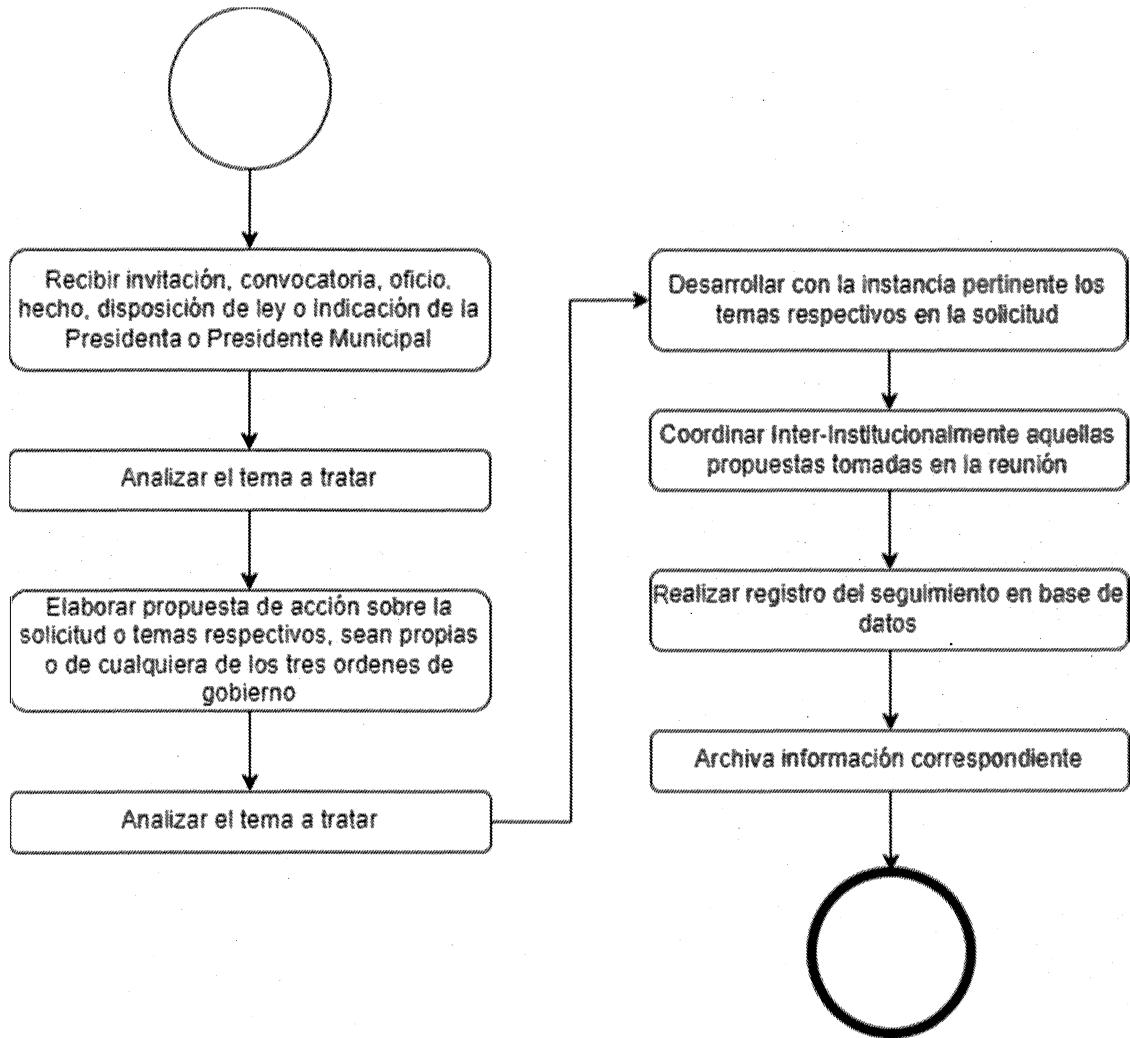 Recibir invitación, convocatoria, oficio,
hecho, disposición de ley o indicación de la
Presidenta o Presidente Municipal
Analizar el tema a tratar
Elaborar propuesta de acción sobre la
solicitud o temas respectivos, sean propias
o de cualquiera de los tres ordenes de
gobierno
Analizar el tema a tratar
Desarrollar con la instancia pertinente los
temas respectivos en la solicitud
Coordinar Inter-Institucionalmente aquellas
propuestas tomadas en la reunión
Realizar registro del seguimiento en base de
datos
Archiva información correspondiente